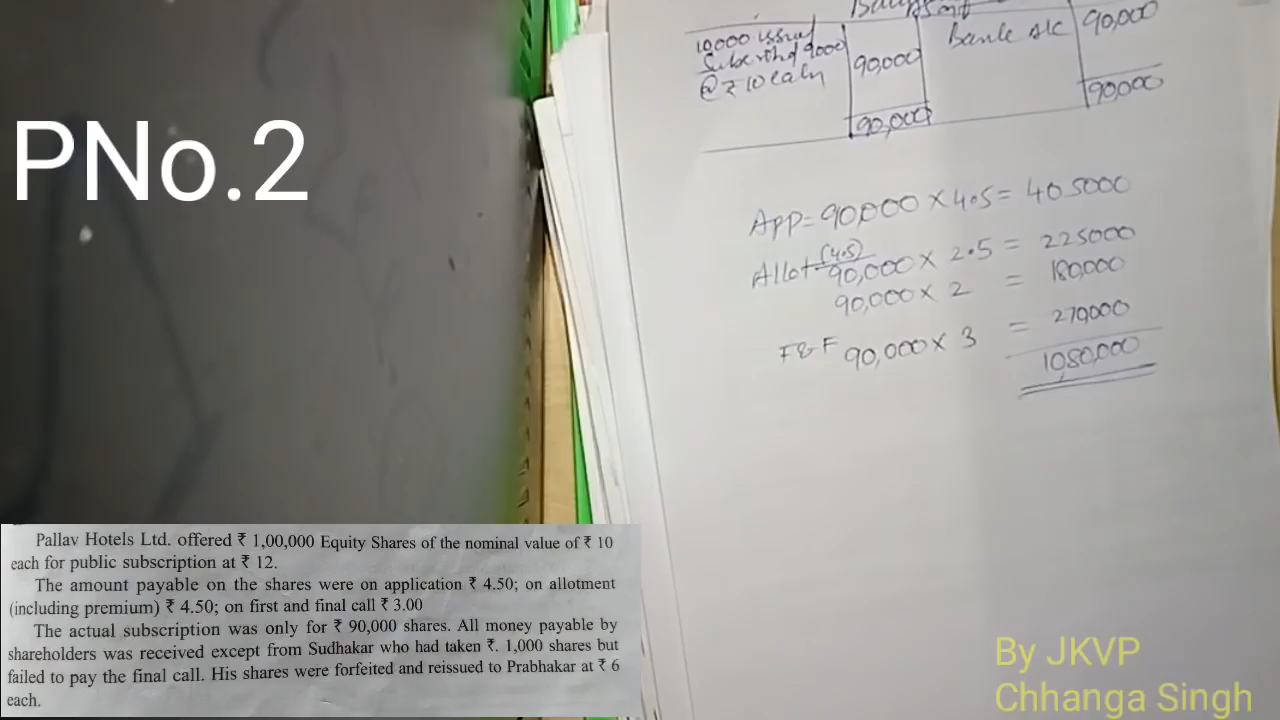 10,000 issued
90,000
Bank A/c
90,000
@ ₹ 10 each
90,000
90,000
PNo.2
App = 90,000 × 4.5 = 405000
Allot (4.5) 90,000 × 2.5 = 225000
90,000 × 2 = 180,000
F&F 90,000 × 3 = 270000
1080,000
Pallav Hotels Ltd. offered ₹ 1,00,000 Equity Shares of the nominal value of ₹ 10
each for public subscription at ₹ 12.
The amount payable on the shares were on application ₹ 4.50; on allotment
(including premium) ₹ 4.50; on first and final call ₹ 3.00
The actual subscription was only for ₹ 90,000 shares. All money payable by
shareholders was received except from Sudhakar who had taken ₹. 1,000 shares but
failed to pay the final call. His shares were forfeited and reissued to Prabhakar at ₹ 6
each.
By JKVP
Chhanga Singh